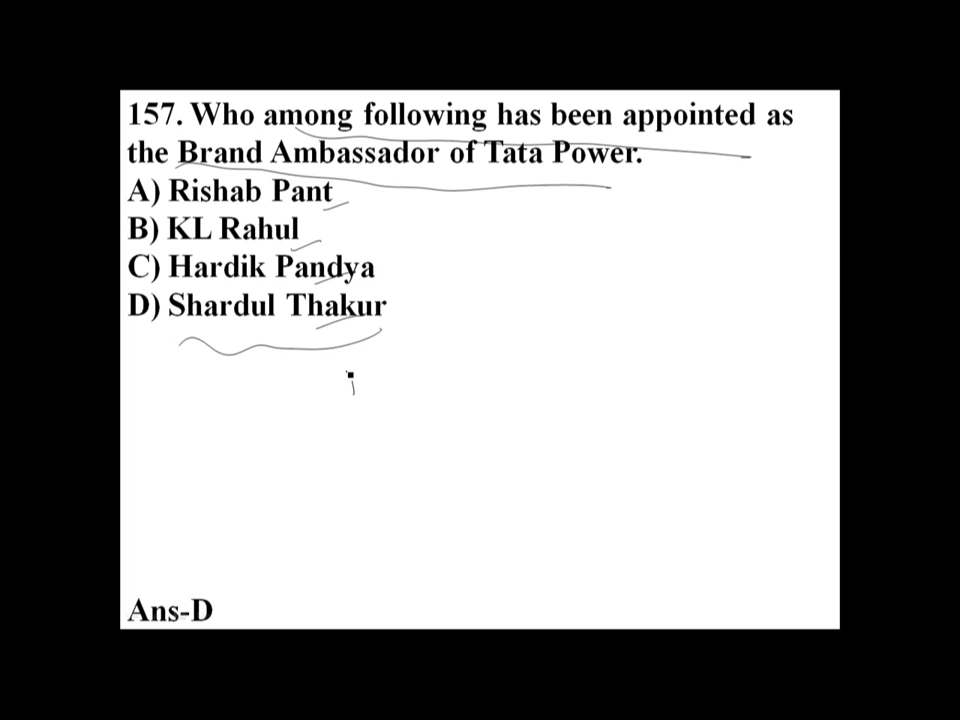 157. Who among following has been appointed as
the Brand Ambassador of Tata Power.
A) Rishab Pant
B) KL Rahul
C) Hardik Pandya
D) Shardul Thakur
Ans-D